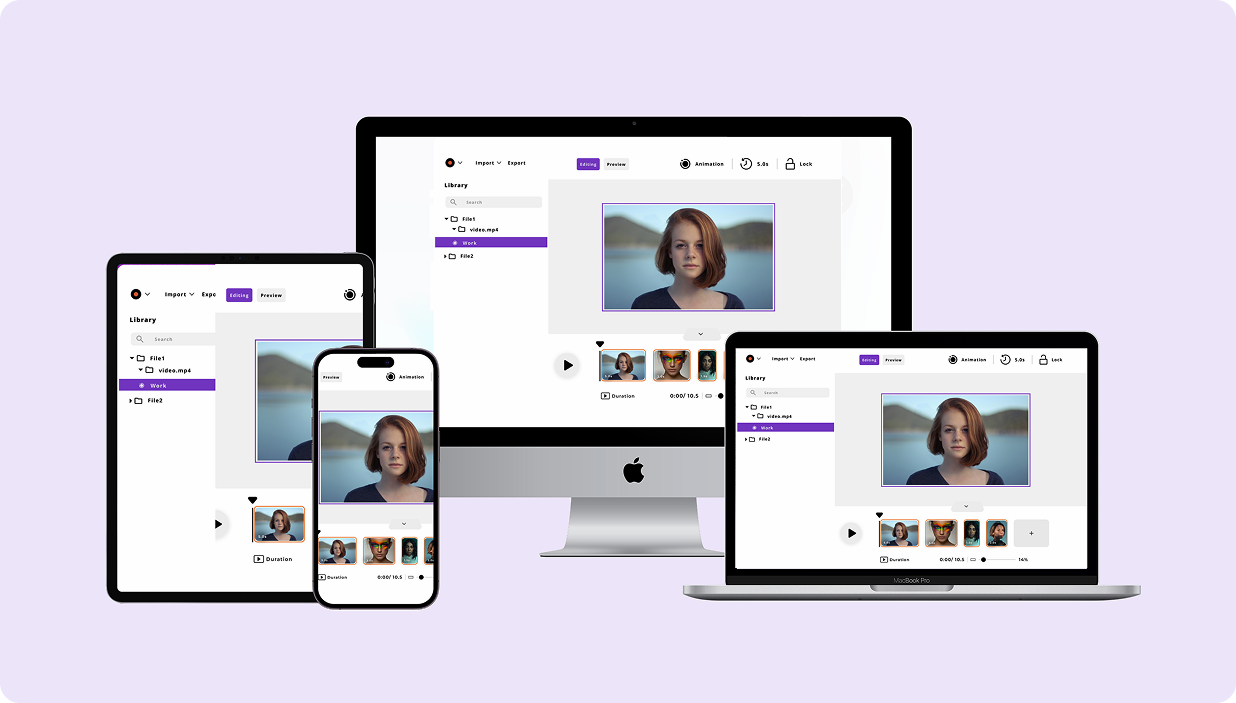 Import Export
Editing Preview
Animation 5.0s Lock
Library
Search
File1
video.mp4
Work
File2
Duration 0:00/ 10.5
Import Expo
Editing Preview
Library
Search
File1
video.mp4
Work
File2
5.0s
Duration
Preview Animation
Duration 0:00/ 10.5
Import Export
Editing Preview
Animation 5.0s Lock
Library
Search
File1
video.mp4
Work
File2
+
Duration 0:00/ 10.5 14%
MacBook Pro